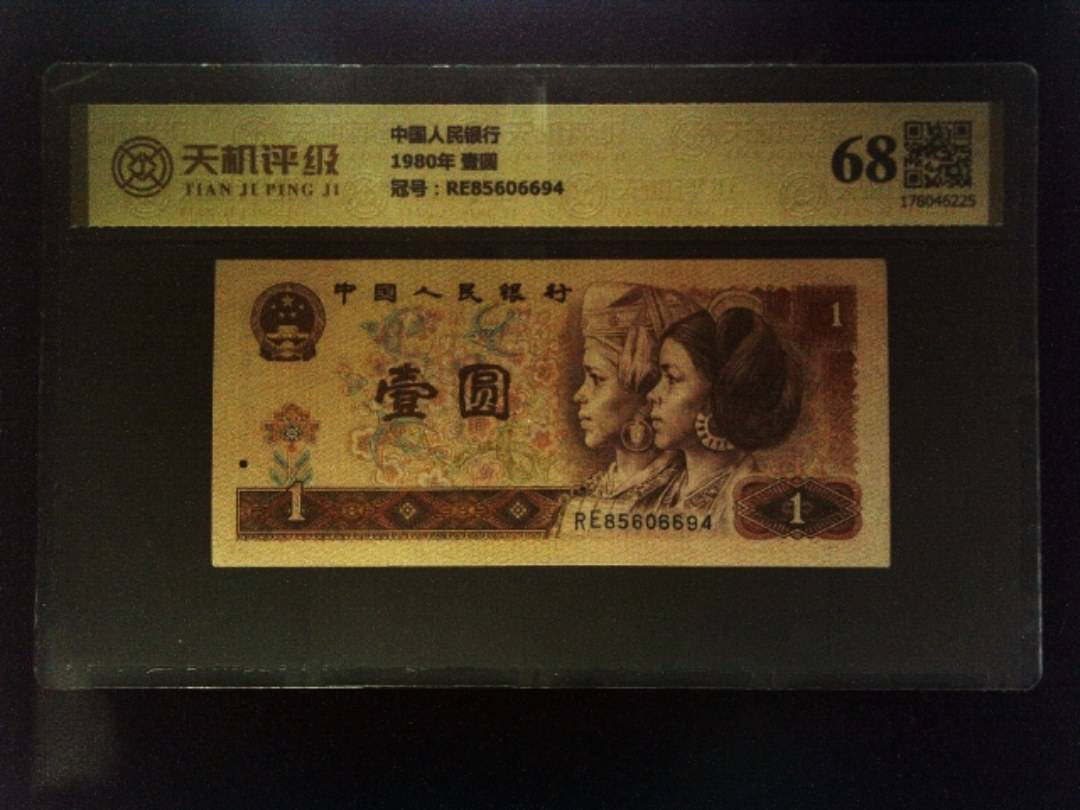 天机评级
TIAN JI PING JI
中国人民银行
1980年 壹圆
冠号：RE85606694
68
178046225
中国人民银行
1
壹圆
1
RE85606694
1